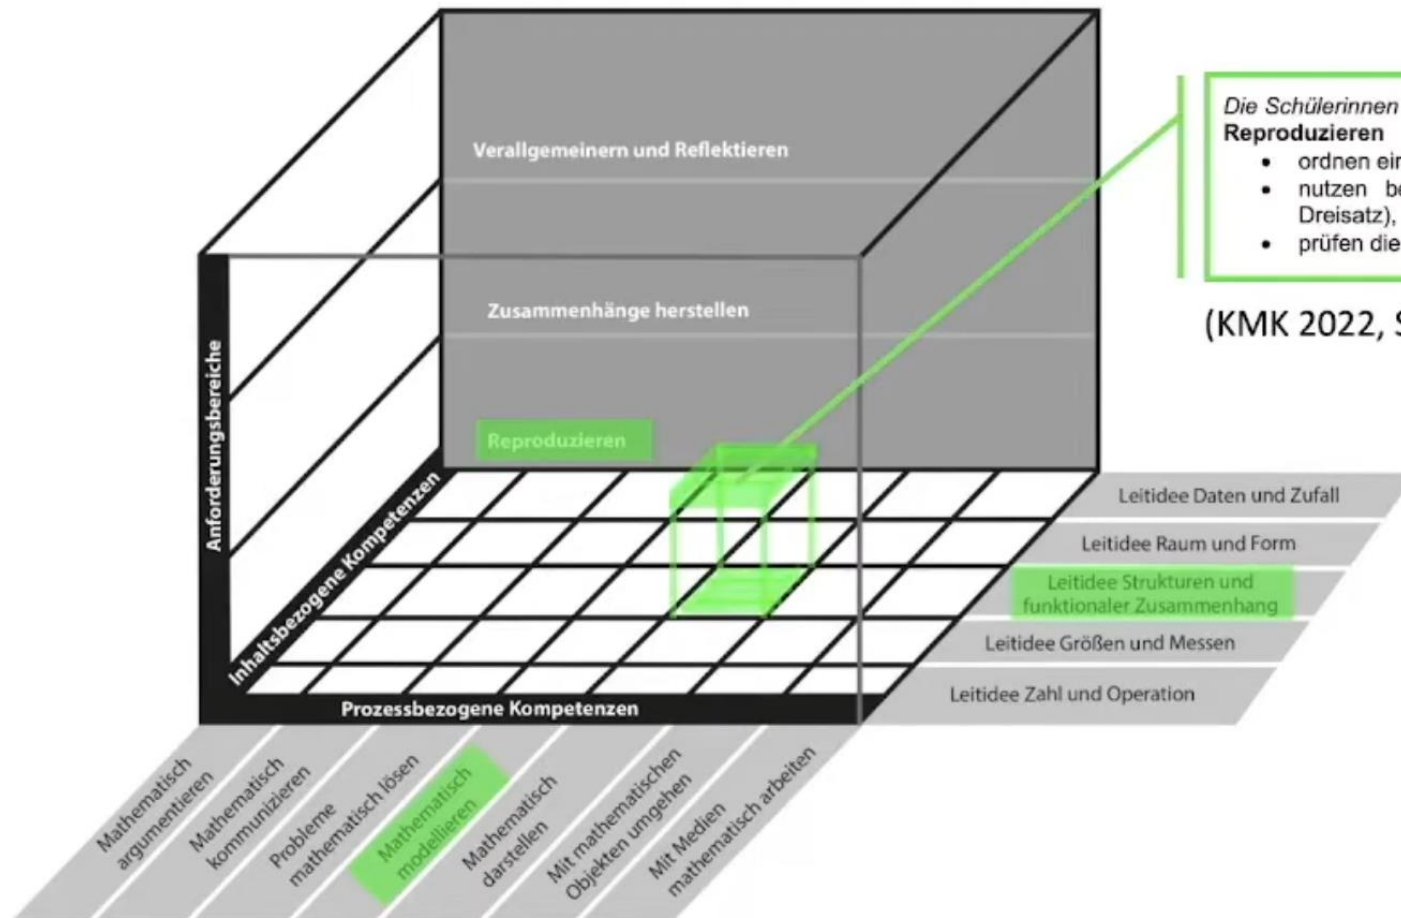 Verallgemeinern und Reflektieren
Zusammenhänge herstellen
Reproduzieren
Anforderungsbereiche
Inhaltsbezogene Kompetenzen
Prozessbezogene Kompetenzen
Leitidee Daten und Zufall
Leitidee Raum und Form
Leitidee Strukturen und
funktionaler Zusammenhang
Leitidee Größen und Messen
Leitidee Zahl und Operation
Mathematisch
argumentieren
Mathematisch
kommunizieren
Probleme
mathematisch lösen
Mathematisch
modellieren
Mathematisch
darstellen
Mit mathematischen
Objekten umgehen
Mit Medien
mathematisch arbeiten
Die Schülerinnen
Reproduzieren
• ordnen
• nutzen
Dreisatz),
• prüfen die
(KMK 2022,